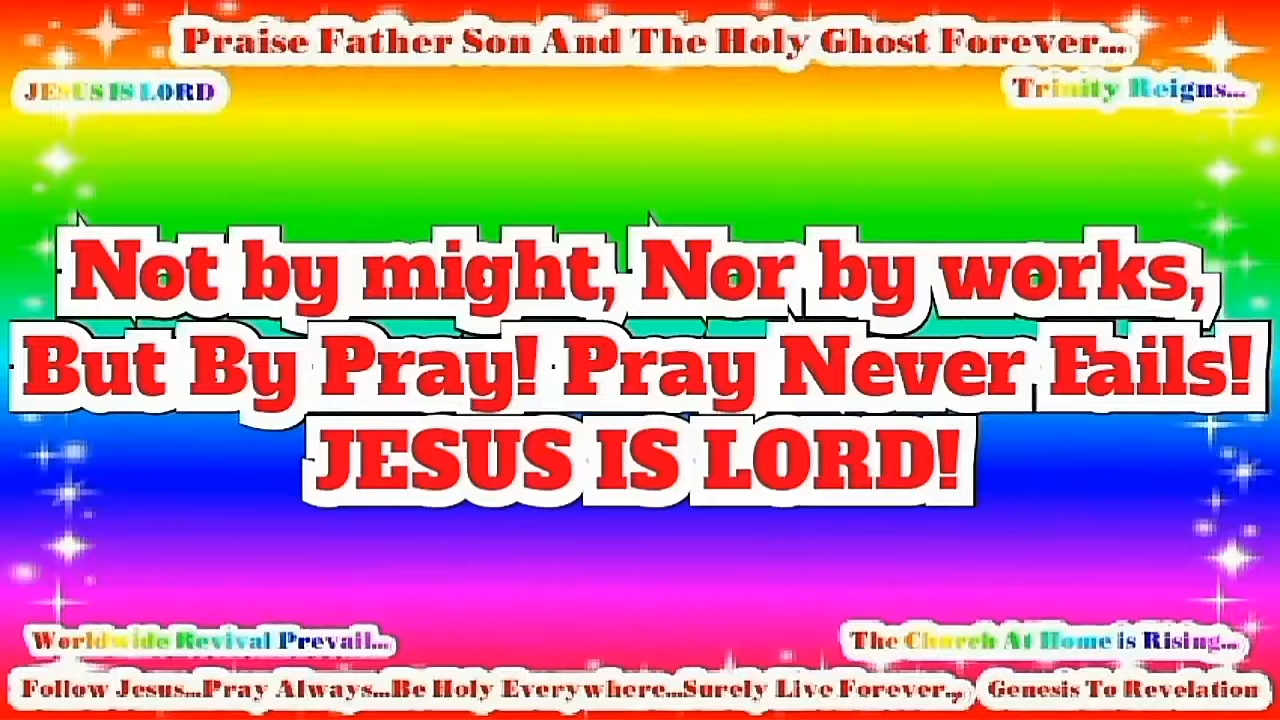 Praise Father Son And The Holy Ghost Forever...
JESUS IS LORD
Trinity Reigns...
Not by might, Nor by works,
But By Pray! Pray Never Fails!
JESUS IS LORD!
Worldwide Revival Prevail...
The Church At Home is Rising...
Follow Jesus...Pray Always...Be Holy Everywhere...Surely Live Forever..,
Genesis To Revelation